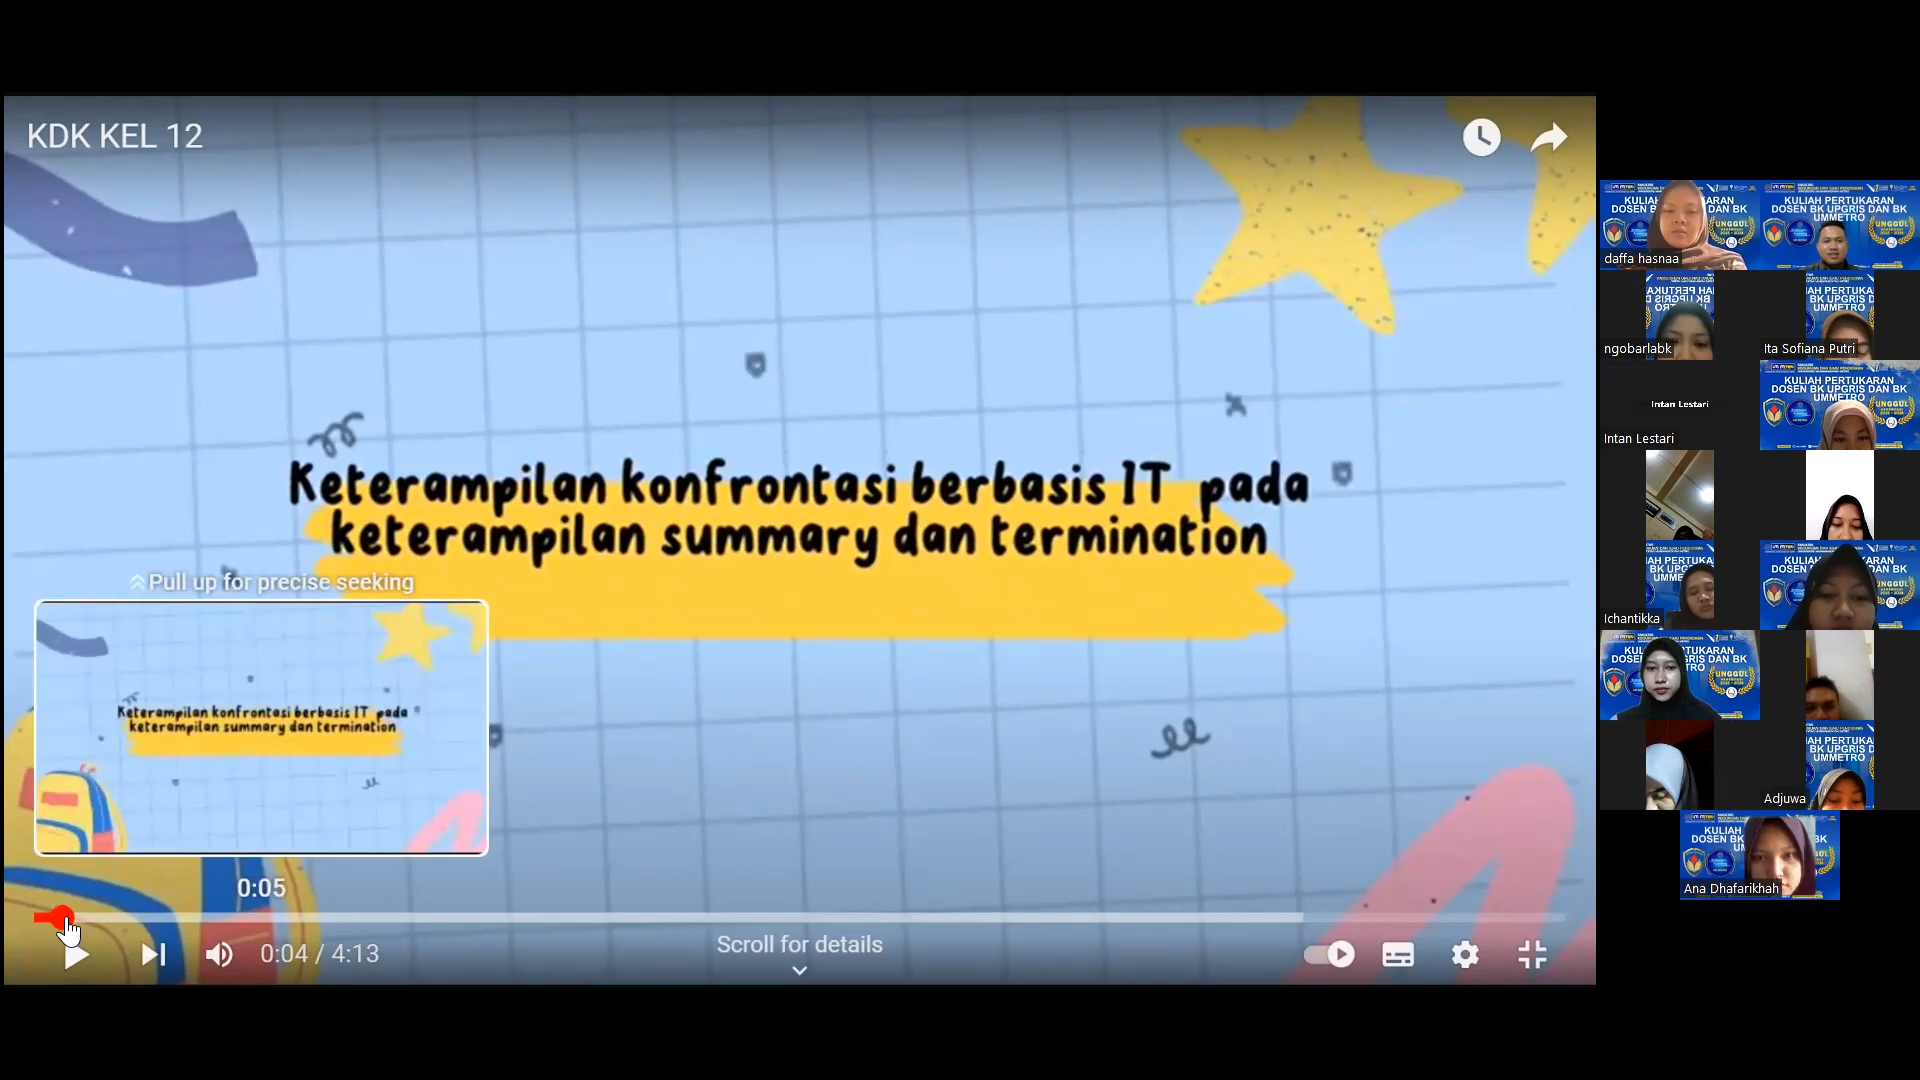 KDK KEL 12
Keterampilan konfrontasi berbasis IT pada
keterampilan summary dan termination
Pull up for precise seeking
Keterampilan konfrontasi berbasis IT pada
keterampilan summary dan termination
0:05
0:04 / 4:13
Scroll for details
KULIAH PERTUKARAN
DOSEN BK UPGRIS DAN BK
UMMETRO
UNGGUL
daffa hasnaa
ngobarlabk
Ita Sofiana Putri
Intan Lestari
Intan Lestari
KULIAH PERTUKARAN
DOSEN BK UPGRIS DAN BK
UMMETRO
UNGGUL
Ichantikka
Adjuwa
Ana Dhafarikhah